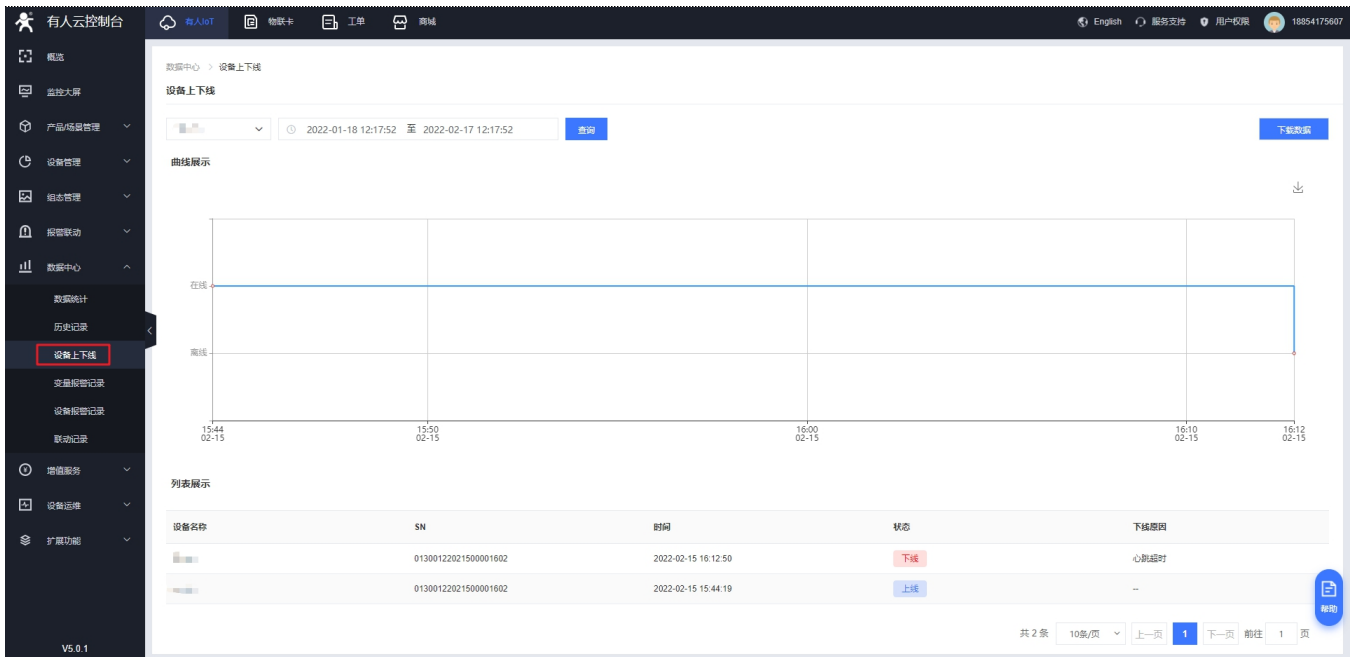 有人云控制台
有人IoT
物联卡
工单
商城
English
服务支持
用户权限
18854175607
概览
监控大屏
产品/场景管理
设备管理
组态管理
报警联动
数据中心
数据统计
历史记录
设备上下线
变量报警记录
设备报警记录
联动记录
增值服务
设备运维
扩展功能
V5.0.1
数据中心 > 设备上下线
设备上下线
2022-01-18 12:17:52 至 2022-02-17 12:17:52
查询
下载数据
曲线展示
在线
离线
15:44
02-15
15:50
02-15
16:00
02-15
16:10
02-15
16:12
02-15
列表展示
设备名称 SN 时间 状态 下线原因
01300122021500001602 2022-02-15 16:12:50 下线 心跳超时
01300122021500001602 2022-02-15 15:44:19 上线 --
帮助
共 2 条 10条/页 上一页 1 下一页 前往 1 页